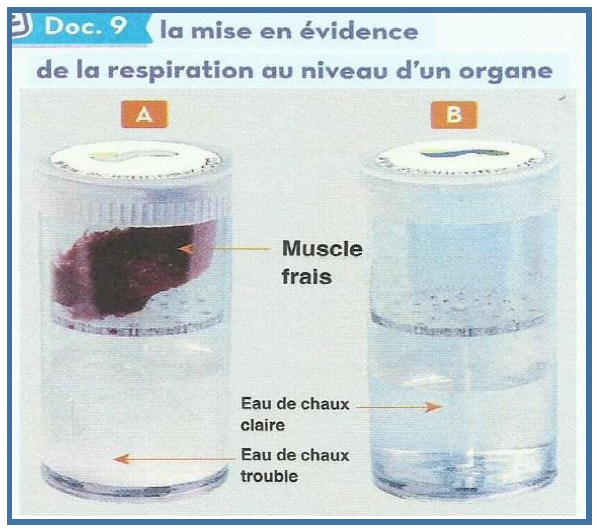 Doc. 9 la mise en évidence
de la respiration au niveau d'un organe
A
B
Muscle
frais
Eau de chaux
claire
Eau de chaux
trouble